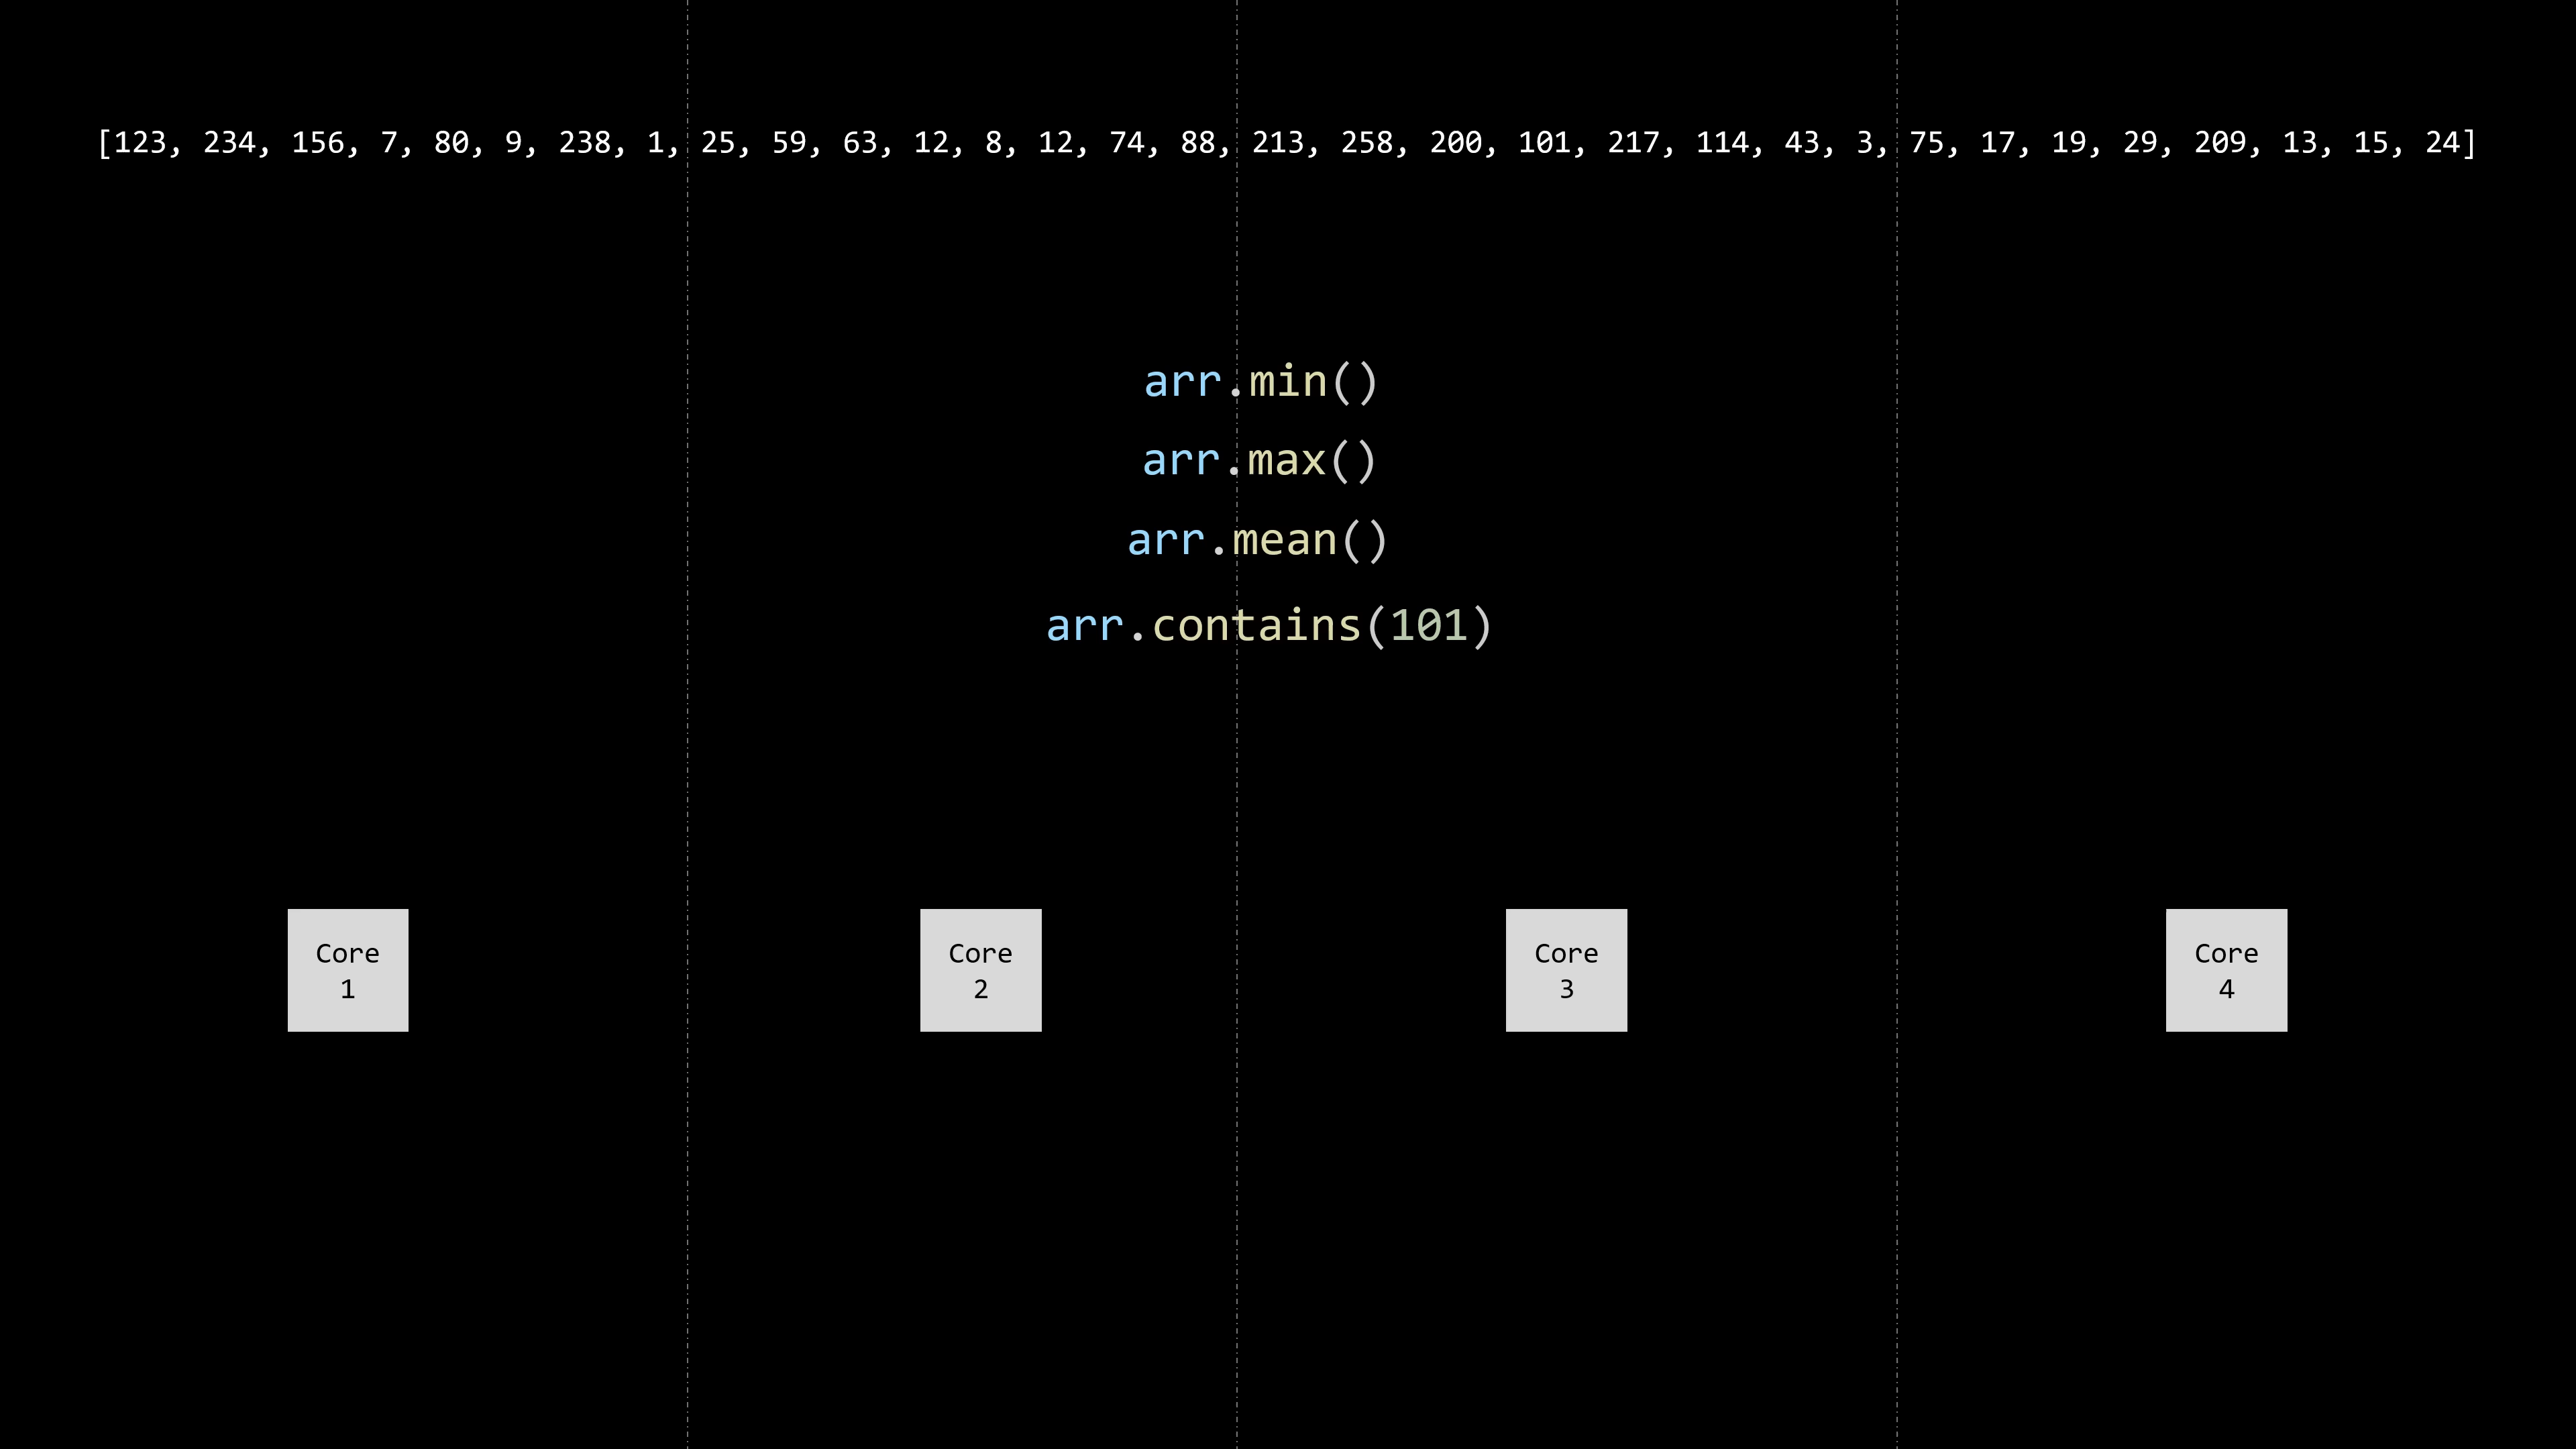 [123, 234, 156, 7, 80, 9, 238, 1, 25, 59, 63, 12, 8, 12, 74, 88, 213, 258, 200, 101, 217, 114, 43, 3, 75, 17, 19, 29, 209, 13, 15, 24]
arr.min()
arr.max()
arr.mean()
arr.contains(101)
Core
1
Core
2
Core
3
Core
4